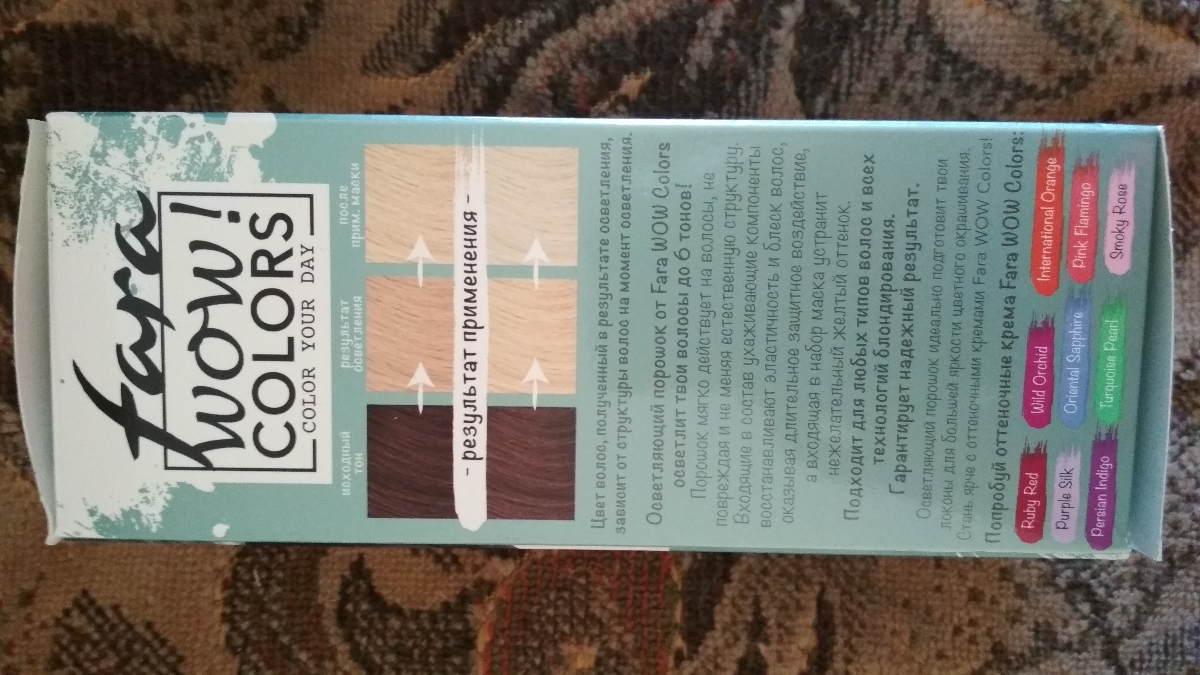 fara
WOW!
COLORS
COLOR YOUR DAY
исходный
тон
результат
осветления
после
прим. маски
- результат применения -
Цвет волос, полученный в результате осветления,
зависит от структуры волос на момент осветления.
Осветляющий порошок от Fara WOW Colors
осветлит твои волосы до 6 тонов!
Порошок мягко действует на волосы, не
повреждая и не меняя естественную структуру.
Входящие в состав ухаживающие компоненты
восстанавливают эластичность и блеск волос,
оказывая длительное защитное воздействие,
а входящая в набор маска устранит
нежелательный желтый оттенок.
Подходит для любых типов волос и всех
технологий блондирования.
Гарантирует надежный результат.
Осветляющий порошок идеально подготовит твои
локоны для большей яркости цветного окрашивания.
Стань ярче с оттеночными кремами Fara WOW Colors!
Попробуй оттеночные крема Fara WOW Colors:
Ruby Red
Wild Orchid
International Orange
Purple Silk
Oriental Sapphire
Pink Flamingo
Persian Indigo
Turquoise Pearl
Smoky Rose